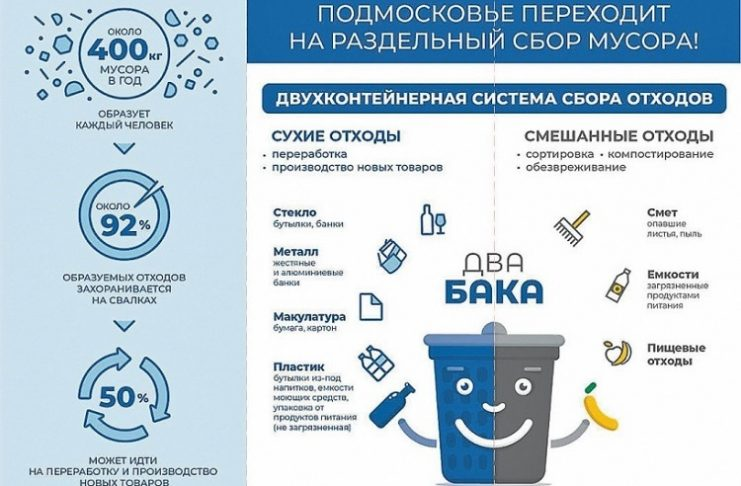 ОКОЛО
400кг
МУСОРА
В ГОД
ОБРАЗУЕТ
КАЖДЫЙ ЧЕЛОВЕК
ОКОЛО
92%
ОБРАЗУЕМЫХ ОТХОДОВ
ЗАХОРАНИВАЕТСЯ
НА СВАЛКАХ
50%
МОЖЕТ ИДТИ
НА ПЕРЕРАБОТКУ И ПРОИЗВОДСТВО
НОВЫХ ТОВАРОВ
ПОДМОСКОВЬЕ ПЕРЕХОДИТ
НА РАЗДЕЛЬНЫЙ СБОР МУСОРА!
ДВУХКОНТЕЙНЕРНАЯ СИСТЕМА СБОРА ОТХОДОВ
СУХИЕ ОТХОДЫ
• переработка
• производство новых товаров
Стекло
бутылки, банки
Металл
жестяные
и алюминиевые
банки
Макулатура
бумага, картон
Пластик
бутылки из-под
напитков, емкости
моющих средств,
упаковка от
продуктов питания
(не загрязненная)
ДВА
БАКА
СМЕШАННЫЕ ОТХОДЫ
• сортировка • компостирование
• обезвреживание
Смет
опавшие
листья, пыль
Емкости
загрязненные
продуктами
питания
Пищевые
отходы